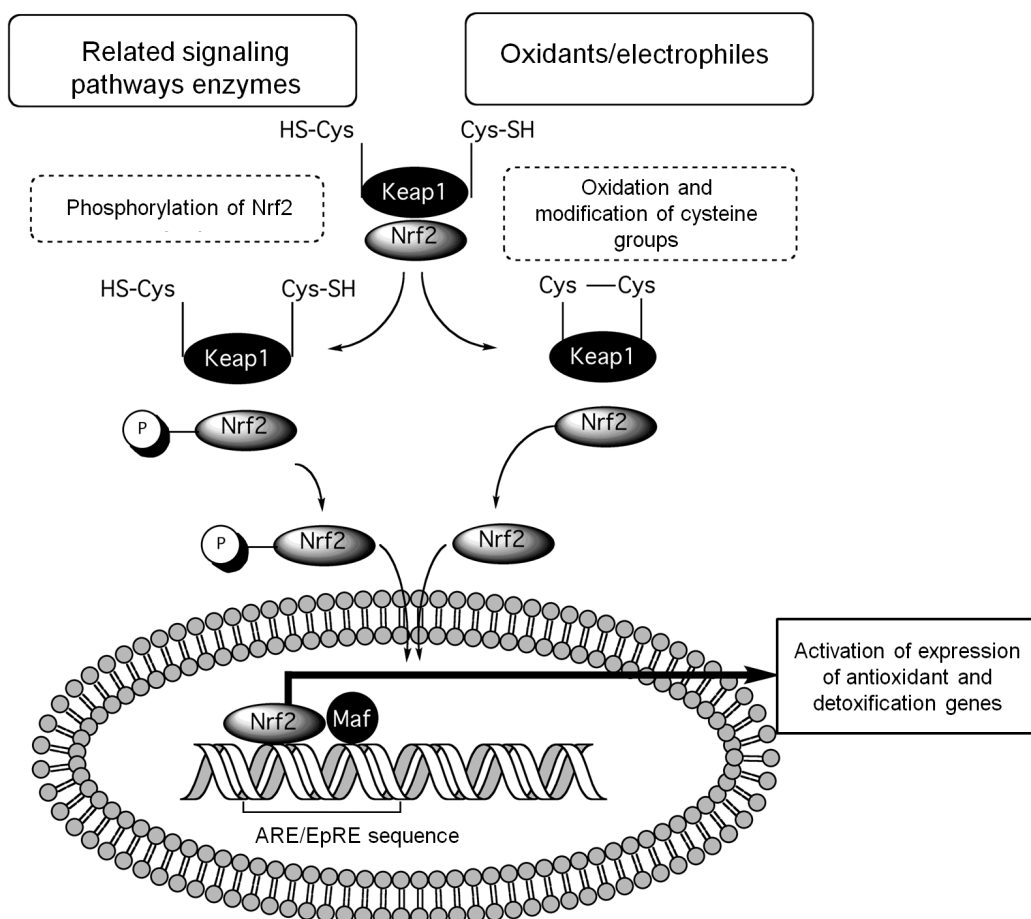 Related signaling
pathways enzymes
Oxidants/electrophiles
HS-Cys
Cys-SH
Keap1
Nrf2
Phosphorylation of Nrf2
Oxidation and
modification of cysteine
groups
HS-Cys
Cys-SH
Keap1
Cys
Cys
Keap1
P
Nrf2
Nrf2
P
Nrf2
Nrf2
Activation of expression
of antioxidant and
detoxification genes
Nrf2
Maf
ARE/EpRE sequence